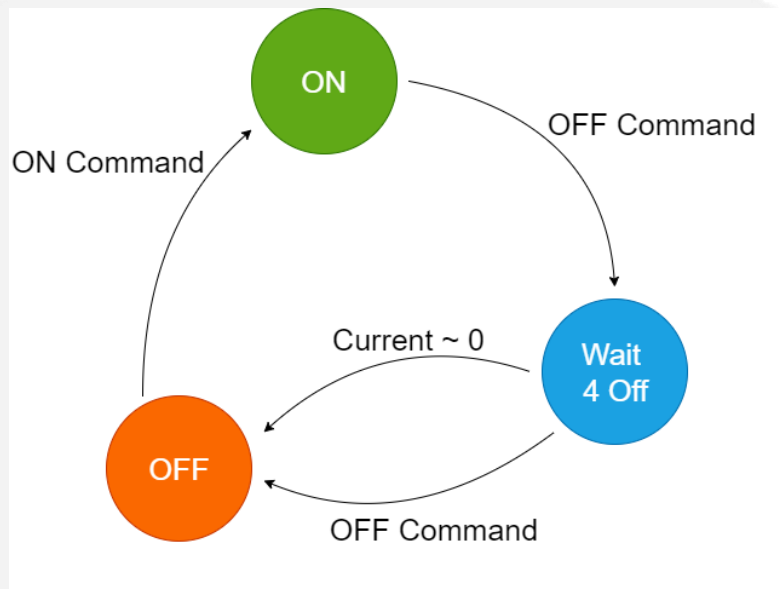 ON
OFF Command
ON Command
Current ~ 0
Wait
4 Off
OFF
OFF Command